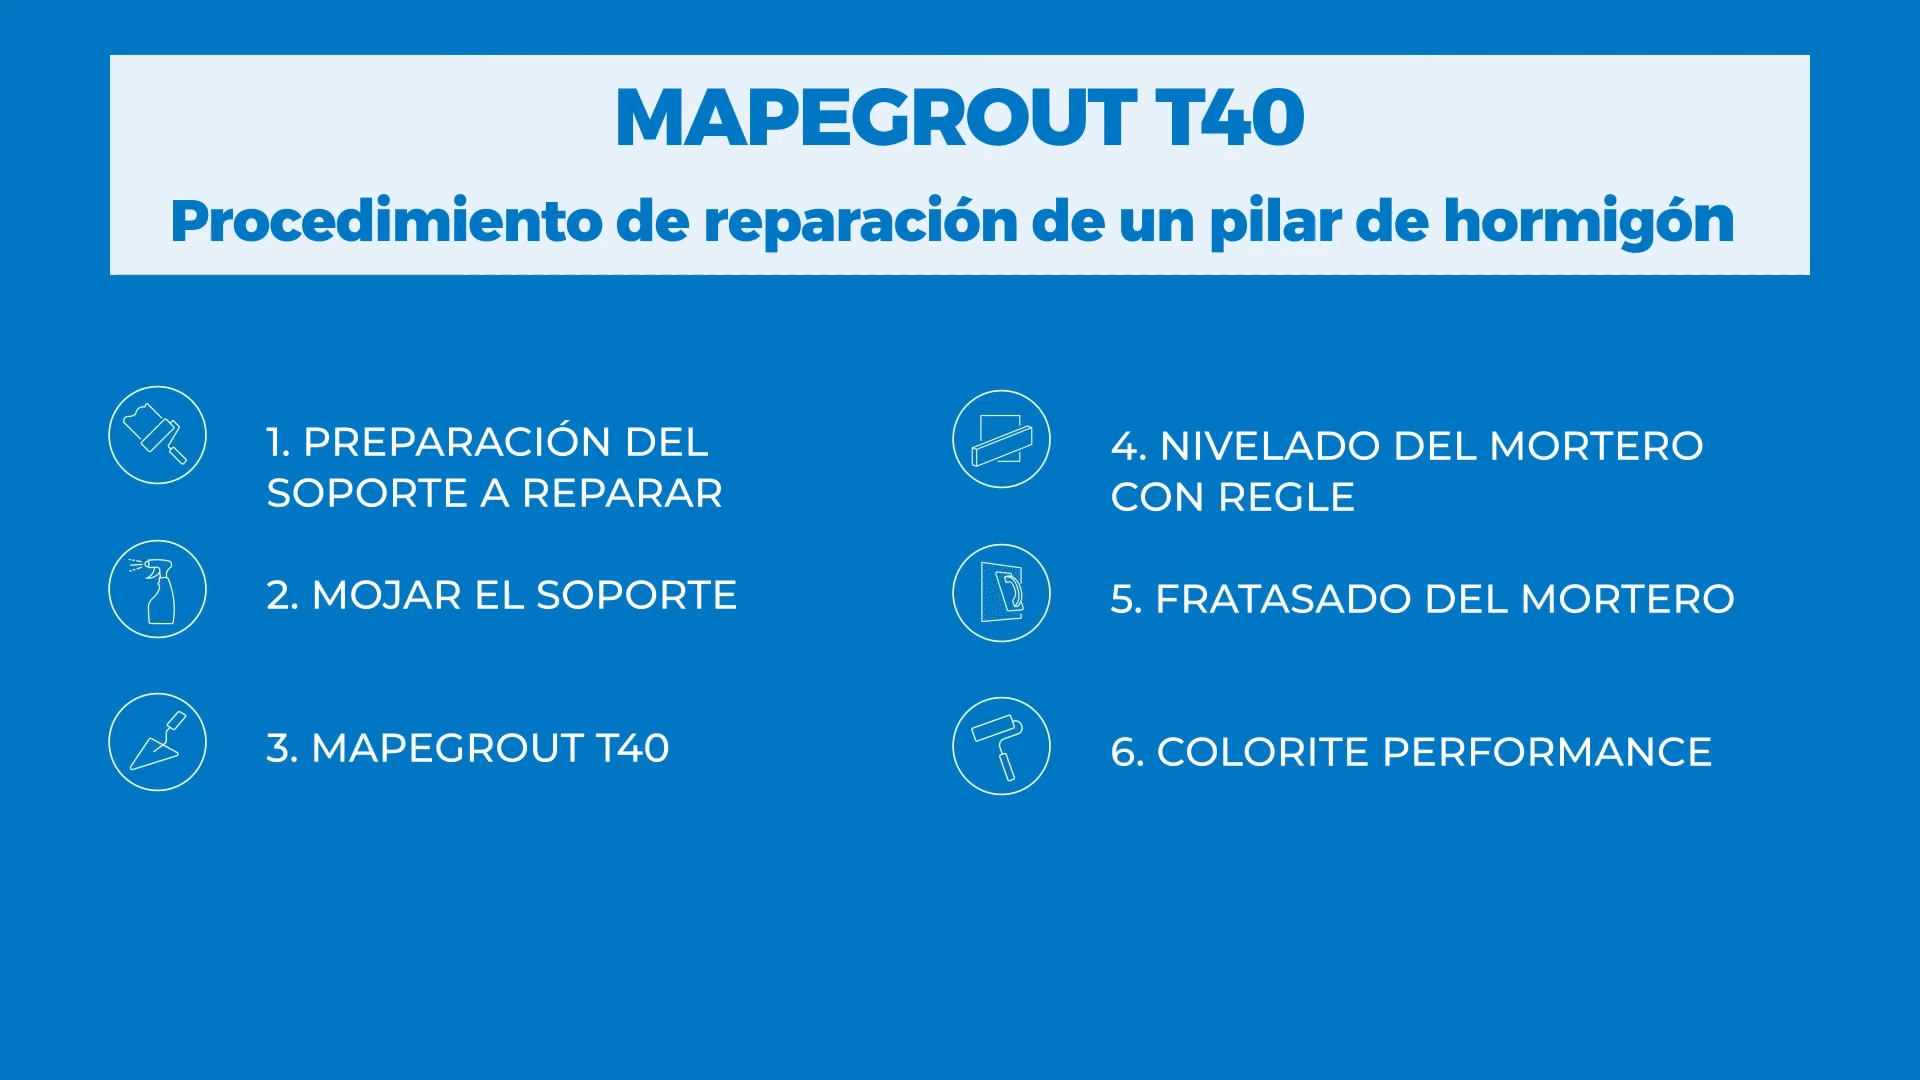 MAPEGROUT T40
Procedimiento de reparación de un pilar de hormigón
1. PREPARACIÓN DEL
SOPORTE A REPARAR
2. MOJAR EL SOPORTE
3. MAPEGROUT T40
4. NIVELADO DEL MORTERO
CON REGLE
5. FRATASADO DEL MORTERO
6. COLORITE PERFORMANCE